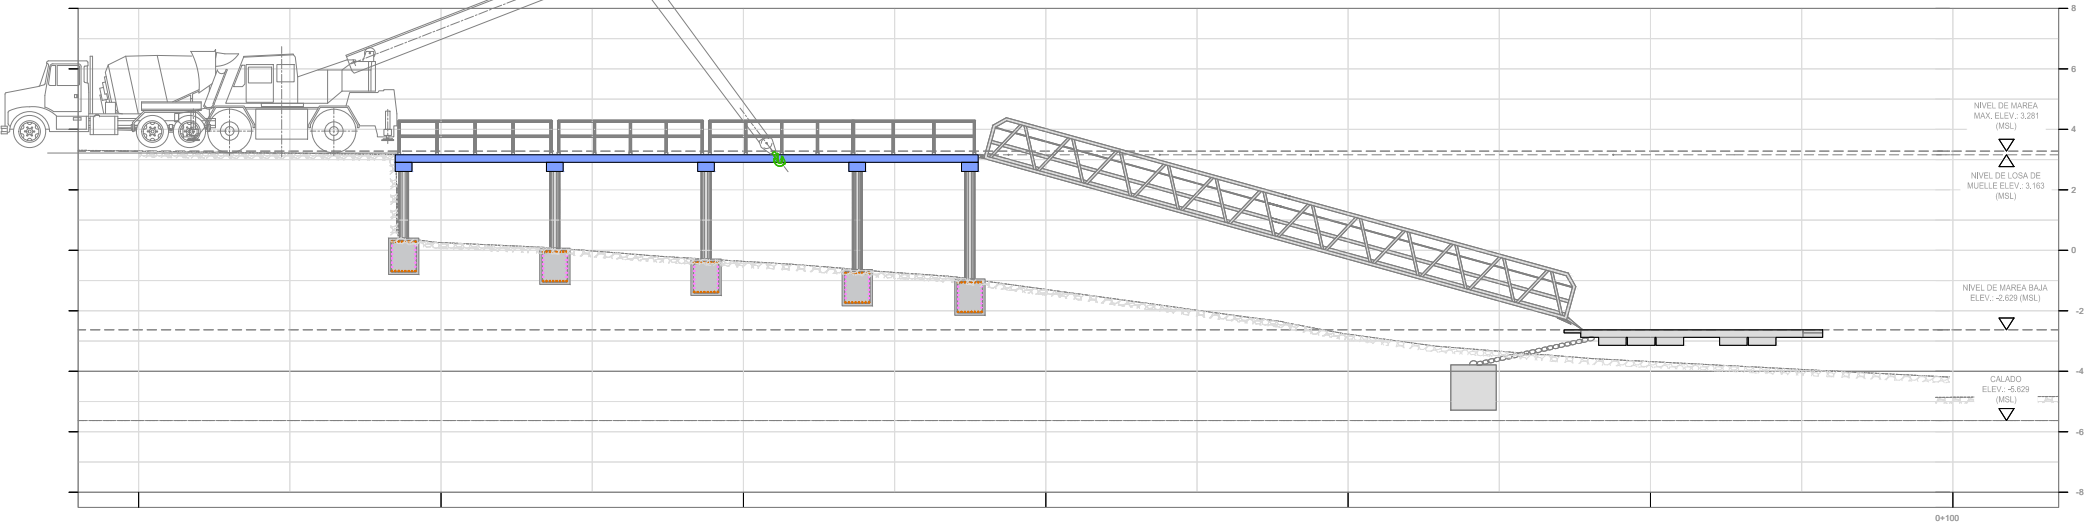 8
6
NIVEL DE MAREA
MAX. ELEV.: 3.281
(MSL)
4
NIVEL DE LOSA DE
MUELLE ELEV.: 3.163
(MSL)
2
0
NIVEL DE MAREA BAJA
ELEV.: -2.629 (MSL)
-2
-4
CALADO
ELEV.: -5.629
(MSL)
-6
-8
0+100